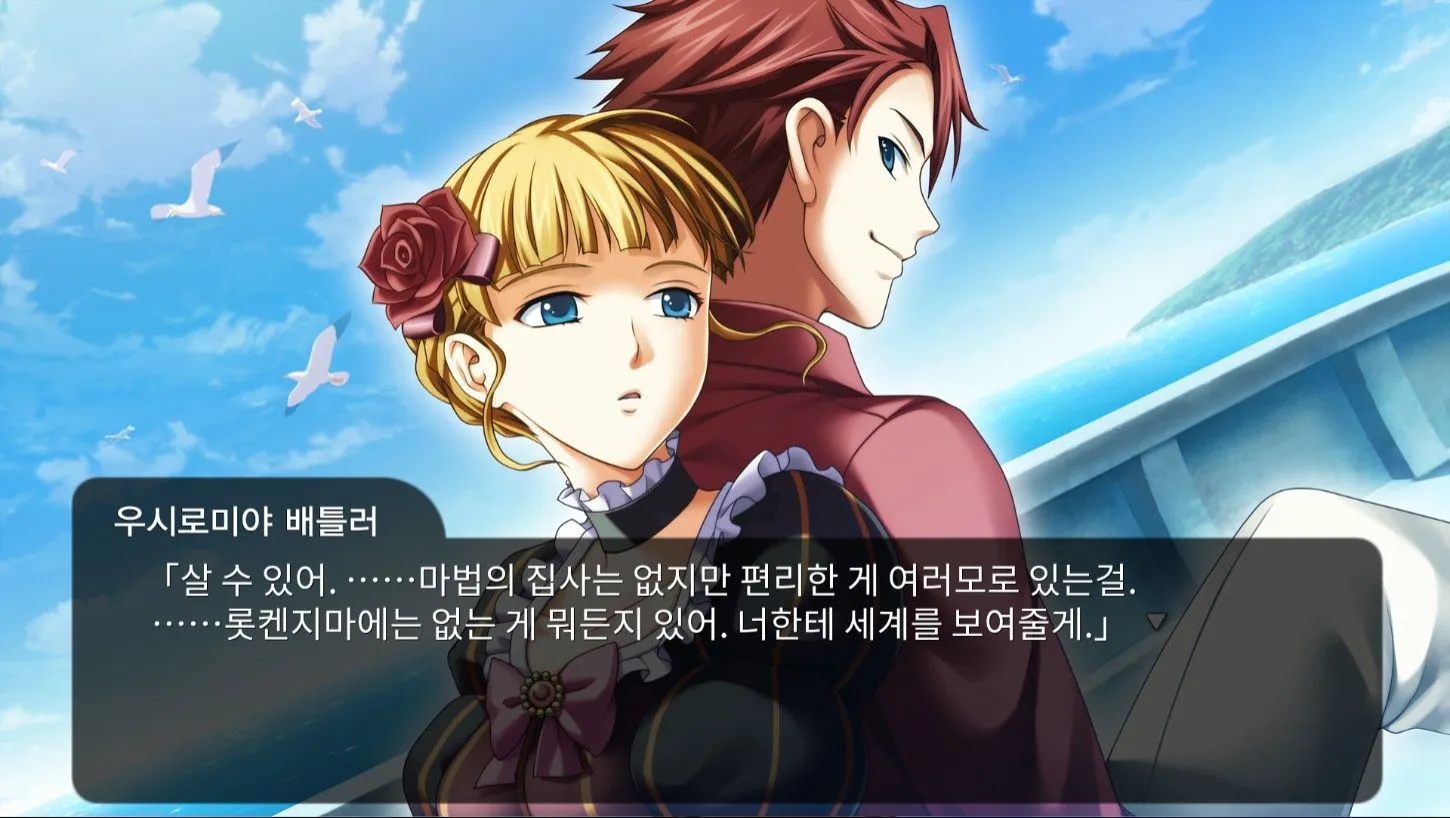 우시로미야 배틀러
「살 수 있어. ……마법의 집사는 없지만 편리한 게 여러모로 있는걸.
……롯켄지마에는 없는 게 뭐든지 있어. 너한테 세계를 보여줄게.」